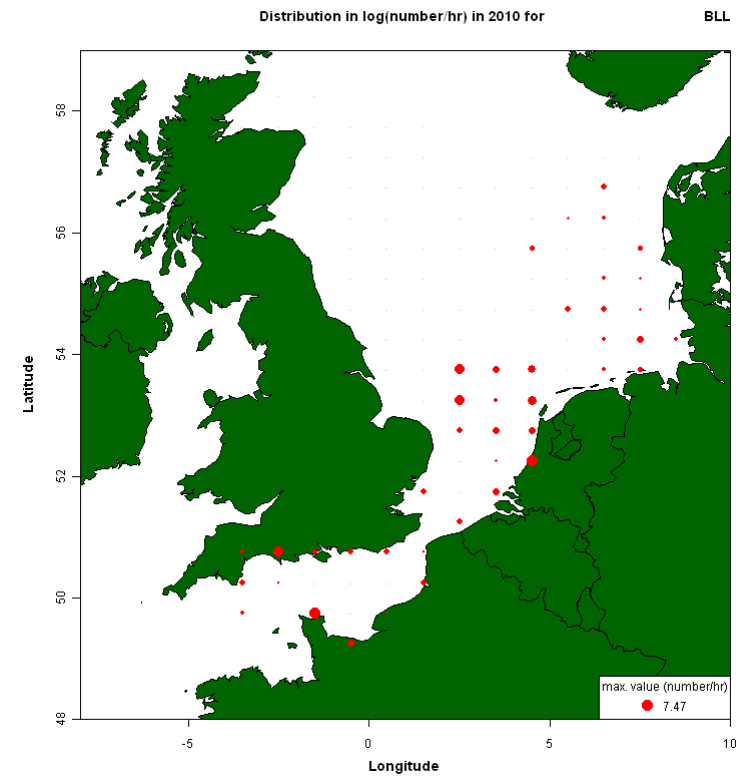 Distribution in log(number/hr) in 2010 for BLL
58
56
54
52
50
48
Latitude
-5 0 5 10
Longitude
max. value (number/hr)
7.47